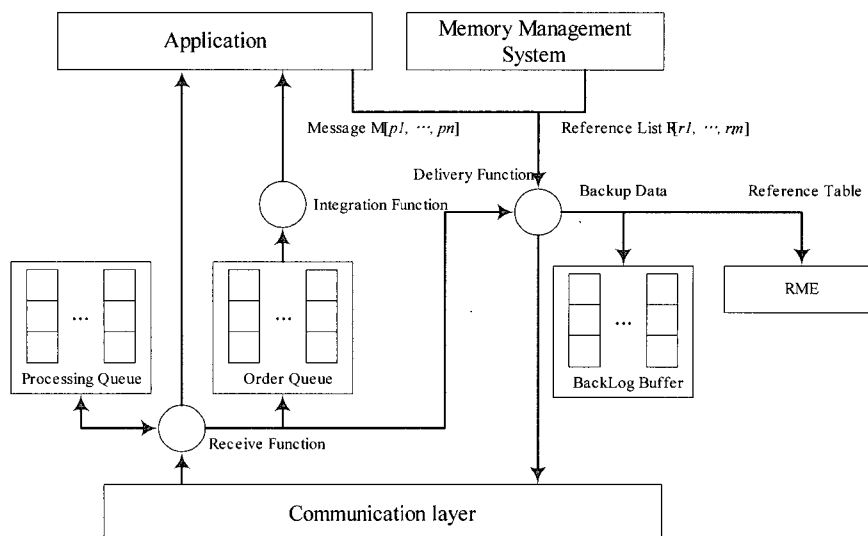 Application
Memory Management
System
Message M[p1, ···, pn]
Reference List R[r1, ···, rm]
Delivery Function
Backup Data
Reference Table
Integration Function
RME
...
...
...
Processing Queue
Order Queue
BackLog Buffer
Receive Function
Communication layer